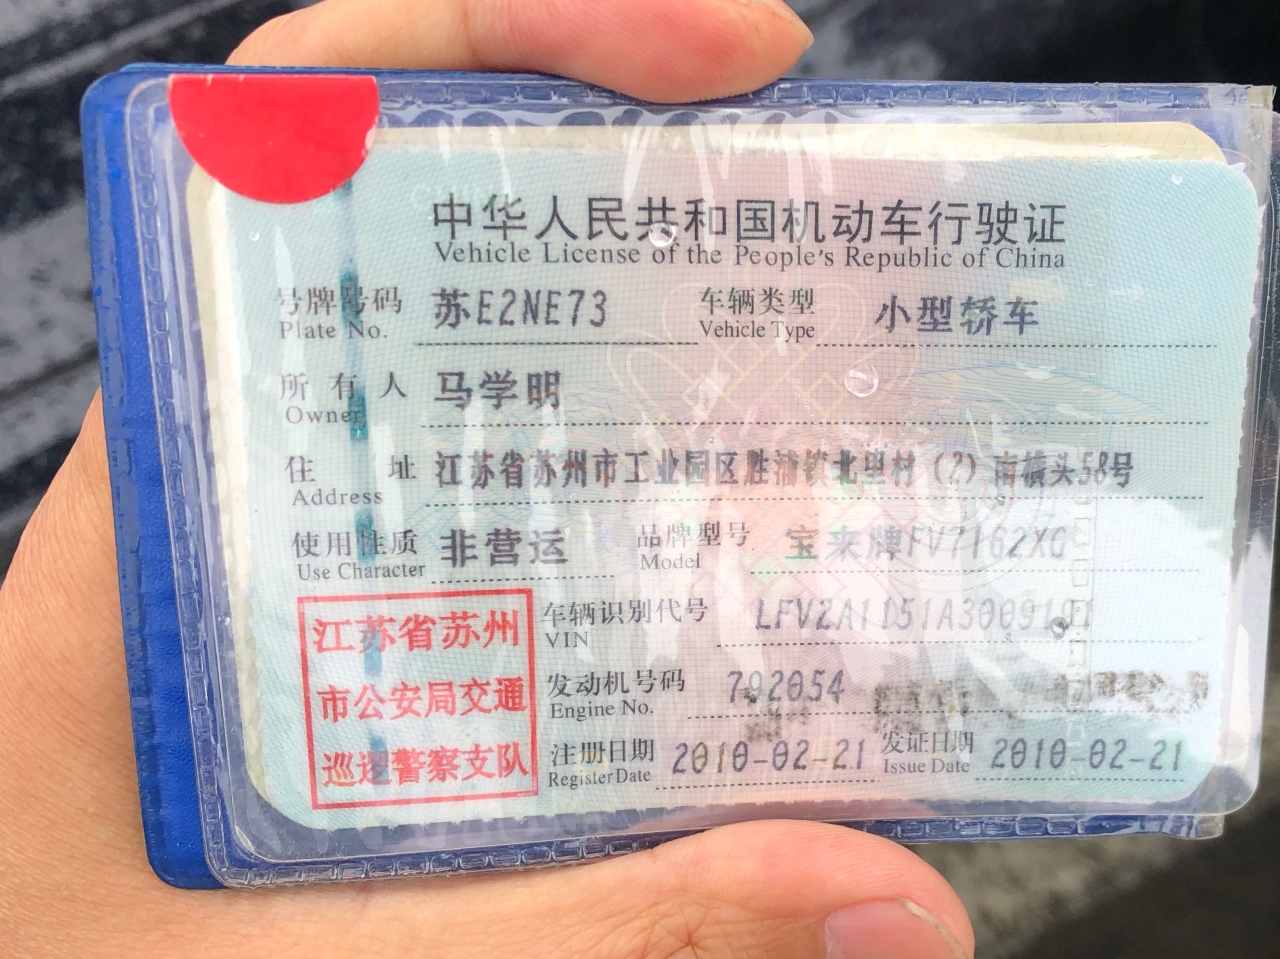 中华人民共和国机动车行驶证
Vehicle License of the People's Republic of China
号牌号码 苏E2NE73 车辆类型 小型轿车
Plate No. Vehicle Type
所有人 马学明
Owner
住址 江苏省苏州市工业园区胜浦镇北里村(2)南镇头58号
Address
使用性质 非营运 品牌型号 宝来牌FV7162XG
Use Character Model
江苏省苏州
市公安局交通
巡逻警察支队
车辆识别代号
VIN
发动机号码 792054
Engine No.
注册日期 2010-02-21 发证日期 2010-02-21
Register Date Issue Date